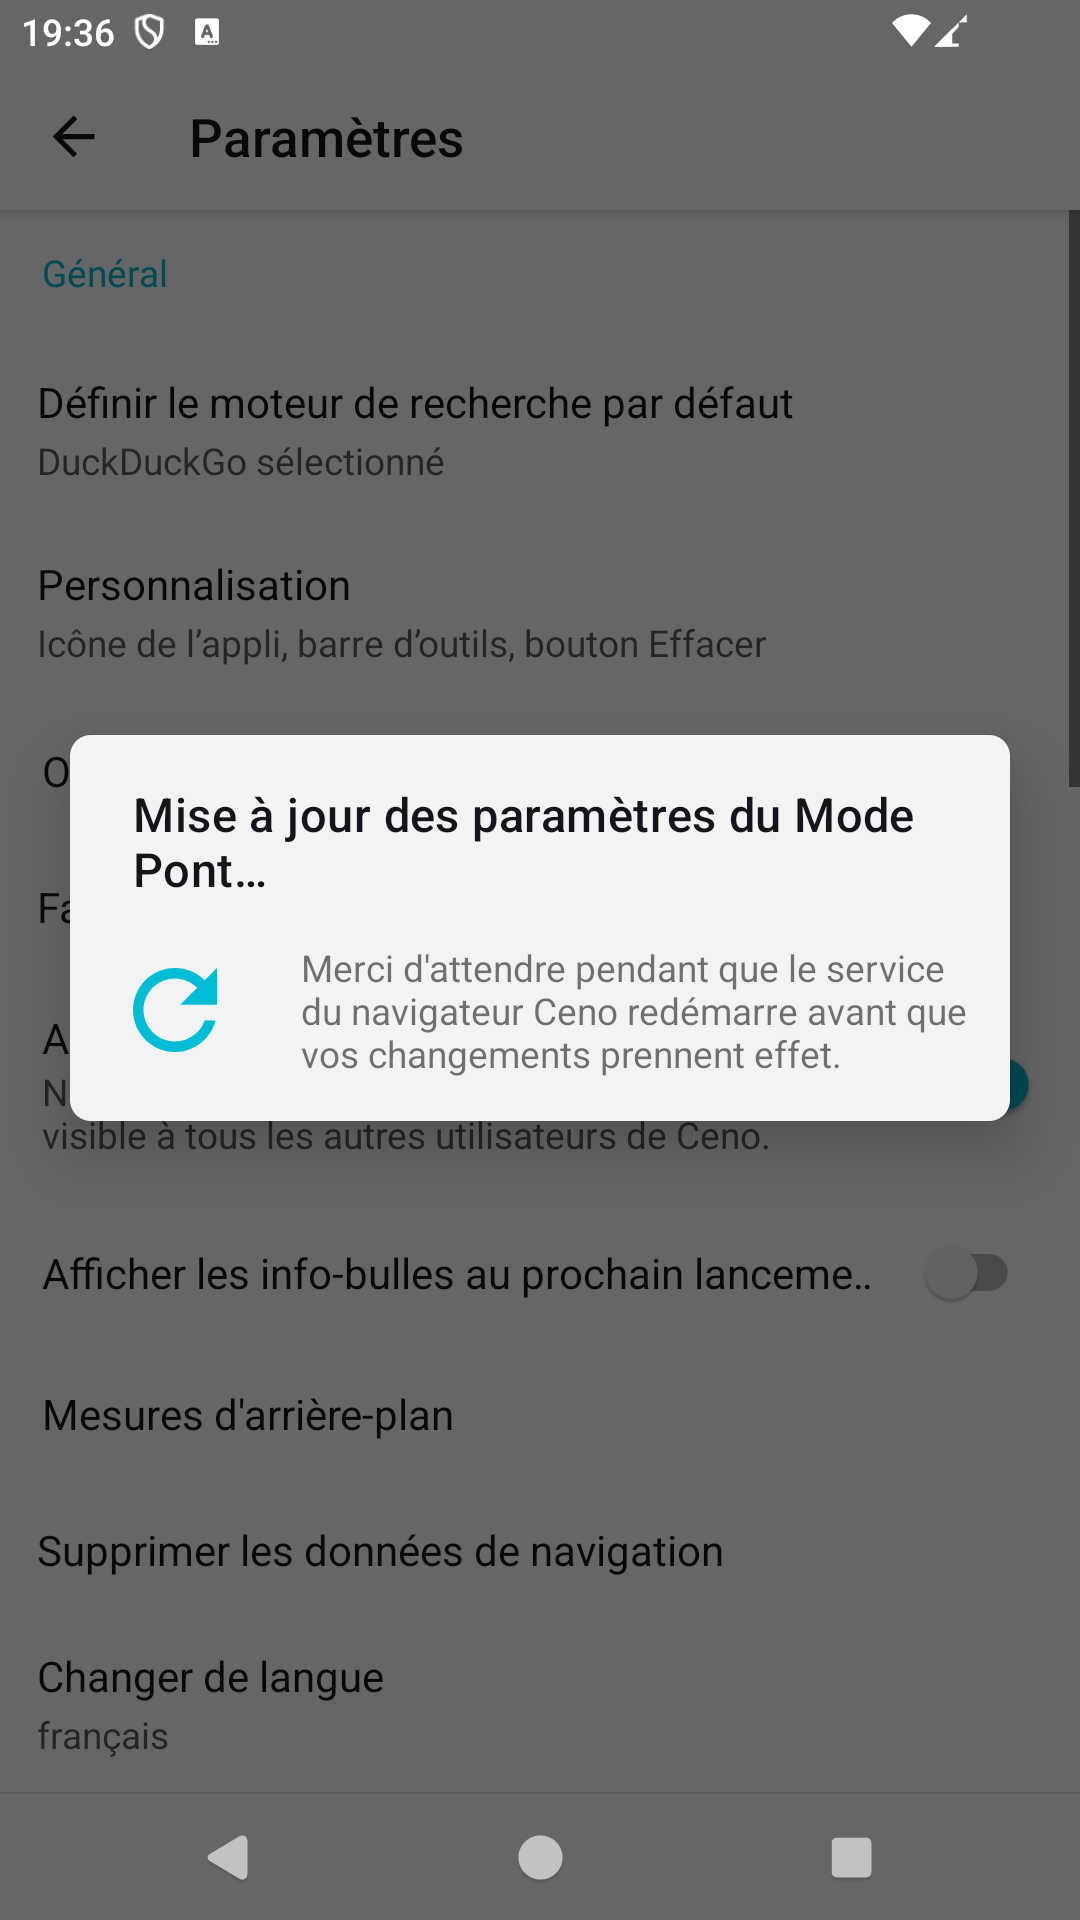 19:36
Paramètres
Général
Définir le moteur de recherche par défaut
DuckDuckGo sélectionné
Personnalisation
Icône de l’appli, barre d’outils, bouton Effacer
Mise à jour des paramètres du Mode
Pont…
Merci d'attendre pendant que le service
du navigateur Ceno redémarre avant que
vos changements prennent effet.
visible à tous les autres utilisateurs de Ceno.
Afficher les info-bulles au prochain lanceme..
Mesures d'arrière-plan
Supprimer les données de navigation
Changer de langue
français